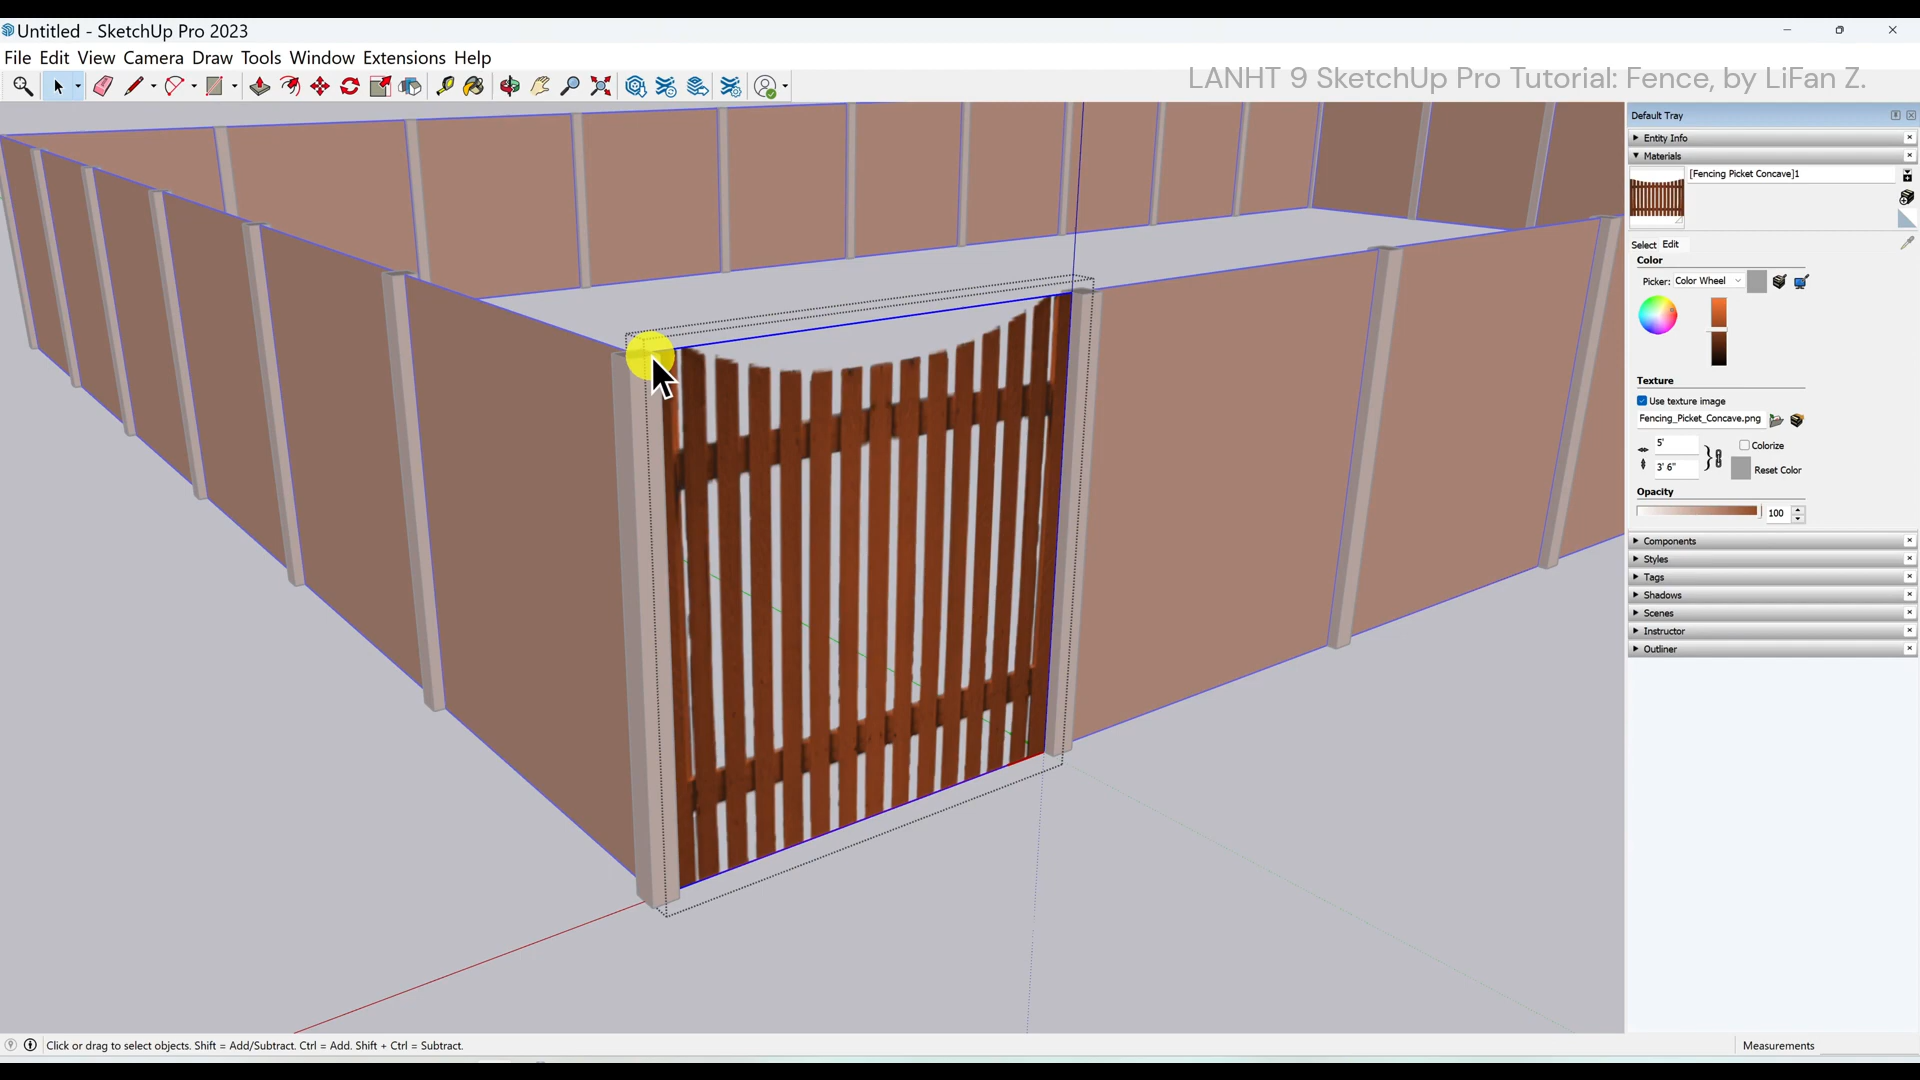 Untitled - SketchUp Pro 2023
File Edit View Camera Draw Tools Window Extensions Help
LANHT 9 SketchUp Pro Tutorial: Fence, by LiFan Z.
Default Tray
Entity Info
Materials
[Fencing Picket Concave]1
Select Edit
Color
Picker: Color Wheel
Texture
Use texture image
Fencing_Picket_Concave.png
5'
Colorize
3' 6"
Reset Color
Opacity
100
Components
Styles
Tags
Shadows
Scenes
Instructor
Outliner
Click or drag to select objects. Shift = Add/Subtract. Ctrl = Add. Shift + Ctrl = Subtract.
Measurements